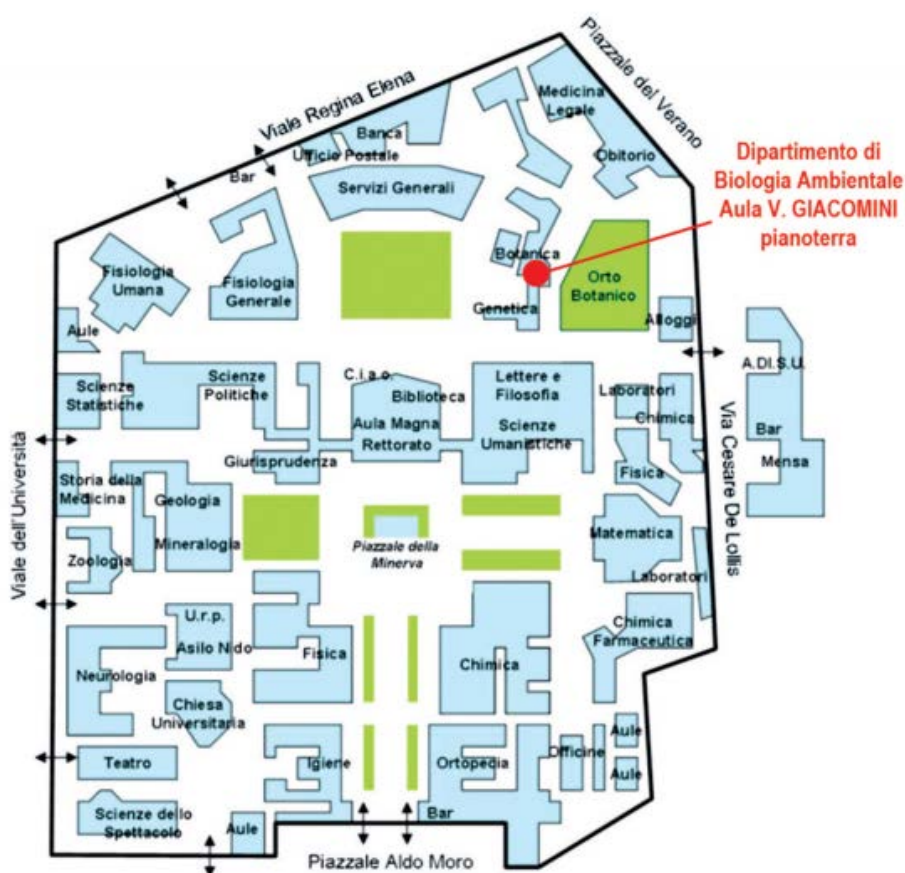 Piazzale del Verano
Viale Regina Elena
Medicina
Legale
Banca
Ufficio Postale
Bar
Obitorio
Servizi Generali
Dipartimento di
Biologia Ambientale
Aula V. GIACOMINI
pianoterra
Botanica
Fisiologia
Umana
Fisiologia
Generale
Orto
Botanico
Genetica
Alloggi
Aule
A.DI.S.U.
Scienze
Statistiche
Scienze
Politiche
C.i.a.o.
Biblioteca
Lettere e
Filosofia
Laboratori
Chimica
Aula Magna
Rettorato
Scienze
Umanistiche
Bar
Mensa
Via Cesare De Lollis
Viale dell'Università
Giurisprudenza
Fisica
Storia della
Medicina
Geologia
Mineralogia
Matematica
Piazzale della
Minerva
Zoologia
Laboratori
U.r.p.
Asilo Nido
Chimica
Farmaceutica
Fisica
Chimica
Neurologia
Chiesa
Universitaria
Aule
Officine
Teatro
Igiene
Ortopedia
Aule
Scienze dello
Spettacolo
Aule
Bar
Piazzale Aldo Moro